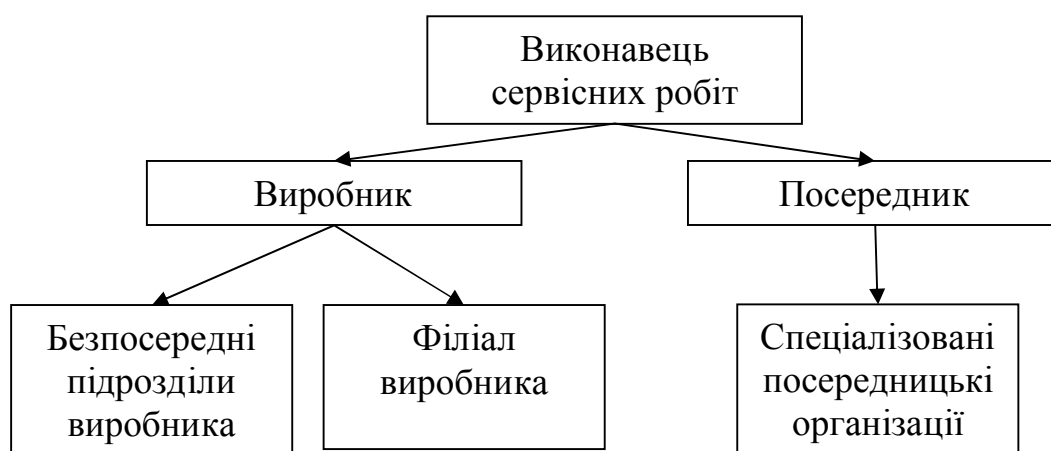 Виконавець
сервісних робіт
Виробник
Посередник
Безпосередні
підрозділи
виробника
Філіал
виробника
Спеціалізовані
посередницькі
організації